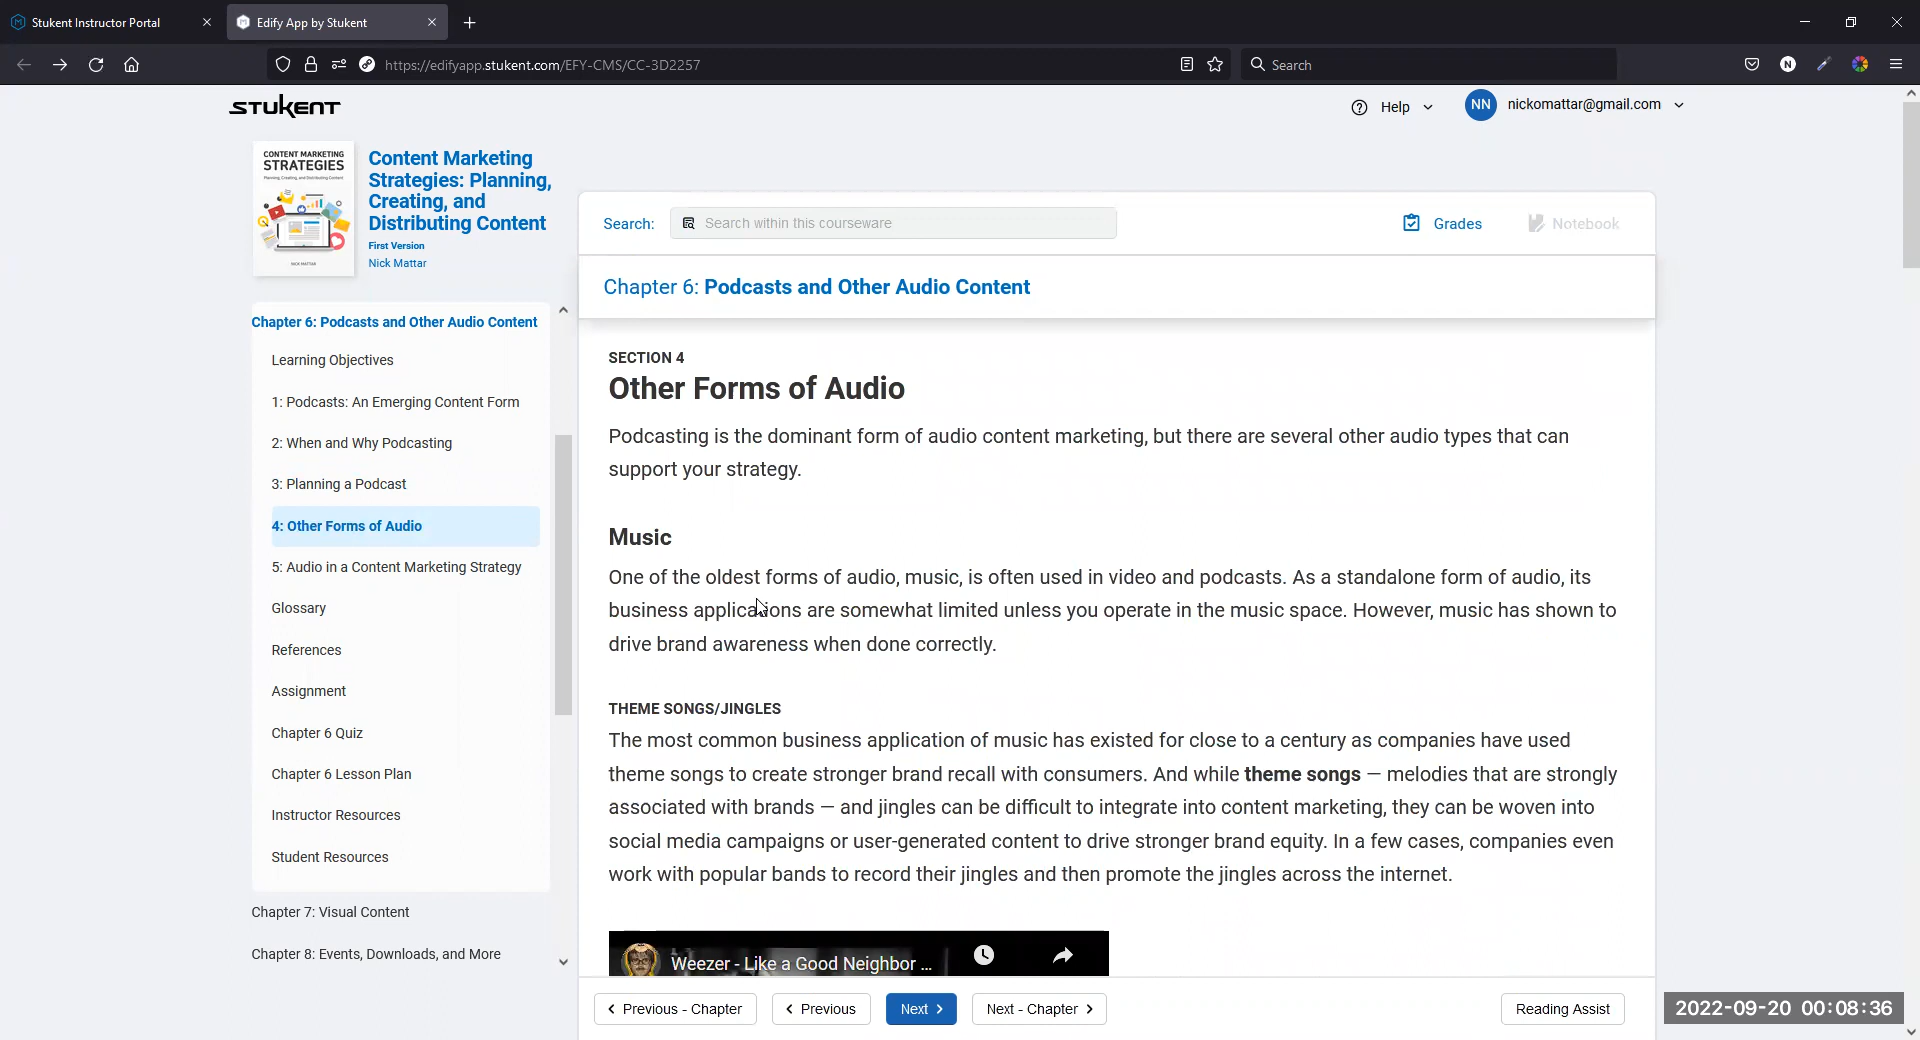 Stukent Instructor Portal
Edify App by Stukent
https://edifyapp.stukent.com/EFY-CMS/CC-3D2257
Search
N
STUKENT
Help
NN
nickomattar@gmail.com
CONTENT MARKETING
STRATEGIES
Planning, Creating, and Distributing Content
NICK MATTAR
Content Marketing
Strategies: Planning,
Creating, and
Distributing Content
First Version
Nick Mattar
Search:
Search within this courseware
Grades
Notebook
Chapter 6: Podcasts and Other Audio Content
Chapter 6: Podcasts and Other Audio Content
Learning Objectives
1: Podcasts: An Emerging Content Form
2: When and Why Podcasting
3: Planning a Podcast
4: Other Forms of Audio
5: Audio in a Content Marketing Strategy
Glossary
References
Assignment
Chapter 6 Quiz
Chapter 6 Lesson Plan
Instructor Resources
Student Resources
Chapter 7: Visual Content
Chapter 8: Events, Downloads, and More
SECTION 4
Other Forms of Audio
Podcasting is the dominant form of audio content marketing, but there are several other audio types that can
support your strategy.
Music
One of the oldest forms of audio, music, is often used in video and podcasts. As a standalone form of audio, its
business applications are somewhat limited unless you operate in the music space. However, music has shown to
drive brand awareness when done correctly.
THEME SONGS/JINGLES
The most common business application of music has existed for close to a century as companies have used
theme songs to create stronger brand recall with consumers. And while theme songs — melodies that are strongly
associated with brands — and jingles can be difficult to integrate into content marketing, they can be woven into
social media campaigns or user-generated content to drive stronger brand equity. In a few cases, companies even
work with popular bands to record their jingles and then promote the jingles across the internet.
Weezer - Like a Good Neighbor ...
Previous - Chapter
Previous
Next
Next - Chapter
Reading Assist
2022-09-20 00:08:36